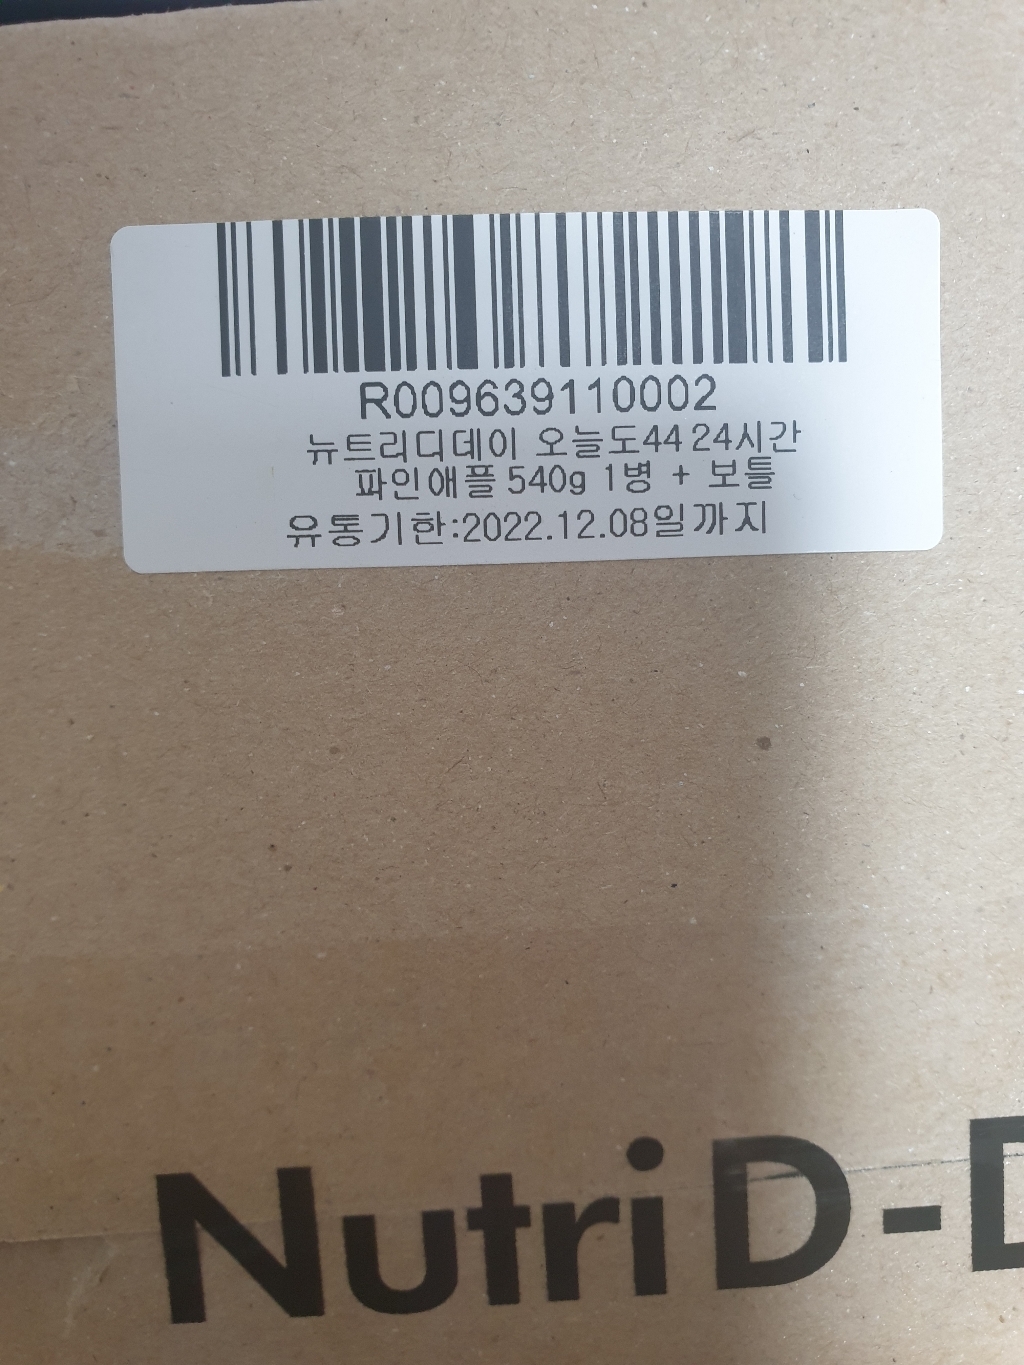 R009639110002
뉴트리디데이 오늘도44 24시간
파인애플 540g 1병 + 보틀
유통기한:2022.12.08일까지
Nutri D-D